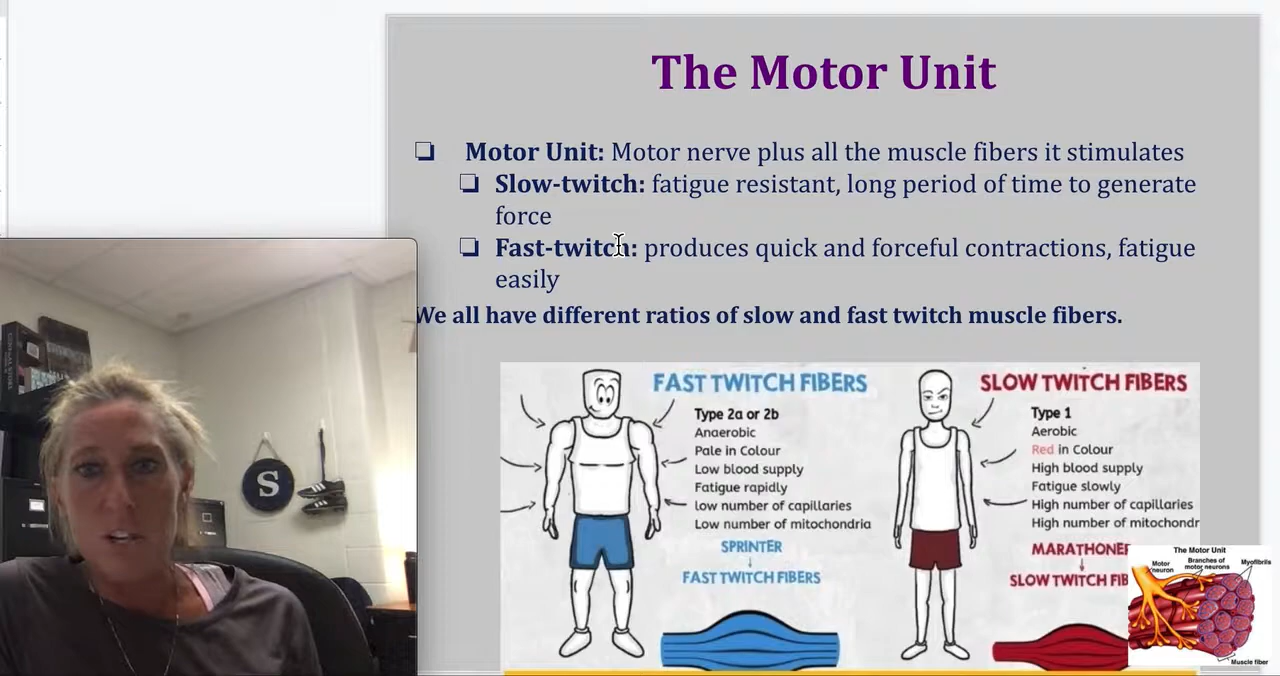 The Motor Unit
❏ Motor Unit: Motor nerve plus all the muscle fibers it stimulates
❏ Slow-twitch: fatigue resistant, long period of time to generate
force
❏ Fast-twitch: produces quick and forceful contractions, fatigue
easily
We all have different ratios of slow and fast twitch muscle fibers.
FAST TWITCH FIBERS
Type 2a or 2b
Anaerobic
Pale in Colour
Low blood supply
Fatigue rapidly
low number of capillaries
Low number of mitochondria
SPRINTER
FAST TWITCH FIBERS
SLOW TWITCH FIBERS
Type 1
Aerobic
Red in Colour
High blood supply
Fatigue slowly
High number of capillaries
High number of mitochondr
MARATHONE
SLOW TWITCH FIB
The Motor Unit
Motor
neuron
Branches of
motor neurons
Myofibrils
Muscle fiber
S